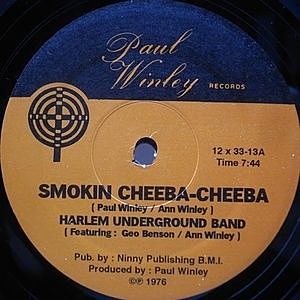 Paul
Winley
RECORDS
12 x 33-13A
Time 7:44
SMOKIN CHEEBA-CHEEBA
( Paul Winley / Ann Winley )
HARLEM UNDERGROUND BAND
( Featuring : Geo Benson / Ann Winley )
Pub. by : Ninny Publishing B.M.I.
Produced by : Paul Winley
©℗ 1976